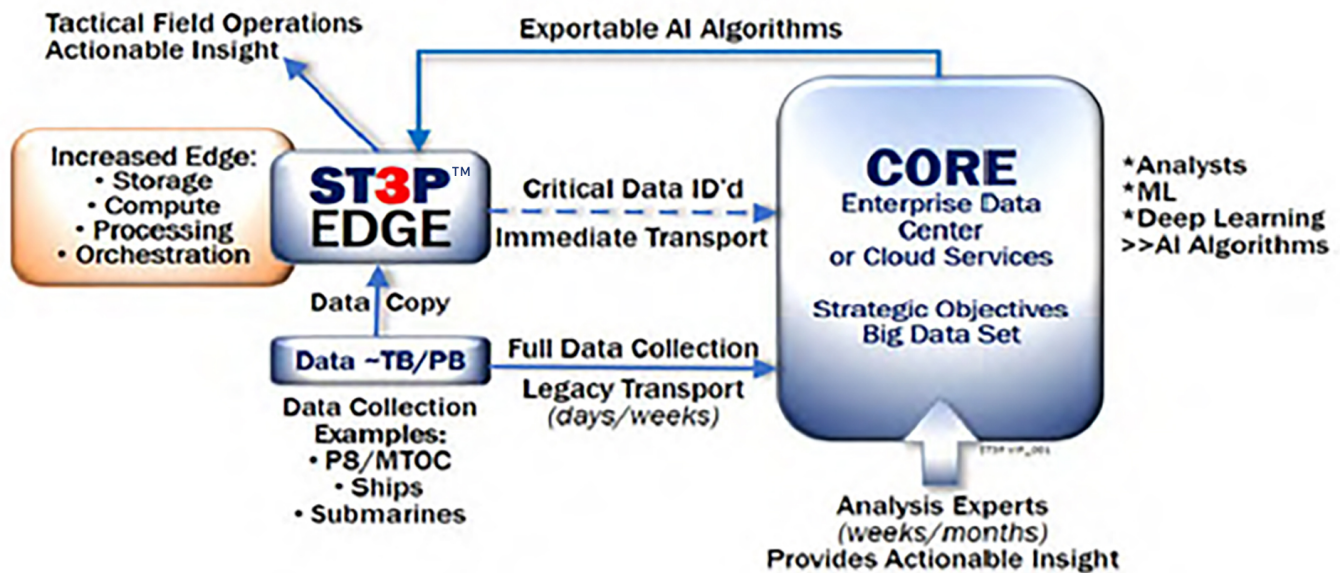 Tactical Field Operations
Actionable Insight
Exportable AI Algorithms
Increased Edge:
• Storage
• Compute
• Processing
• Orchestration
ST3P™
EDGE
Critical Data ID'd
Immediate Transport
CORE
Enterprise Data
Center
or Cloud Services
Strategic Objectives
Big Data Set
*Analysts
*ML
*Deep Learning
>>AI Algorithms
Data Copy
Data ~TB/PB
Full Data Collection
Legacy Transport
(days/weeks)
Data Collection
Examples:
• P8/MTOC
• Ships
• Submarines
ST3P VIP_001
Analysis Experts
(weeks/months)
Provides Actionable Insight